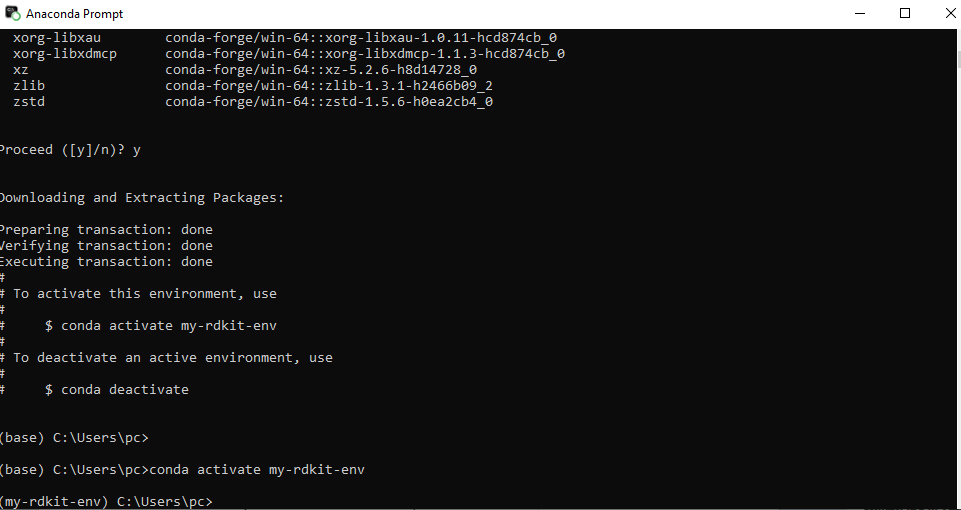 Anaconda Prompt
xorg-libxau conda-forge/win-64::xorg-libxau-1.0.11-hcd874cb_0
xorg-libxdmcp conda-forge/win-64::xorg-libxdmcp-1.1.3-hcd874cb_0
xz conda-forge/win-64::xz-5.2.6-h8d14728_0
zlib conda-forge/win-64::zlib-1.3.1-h2466b09_2
zstd conda-forge/win-64::zstd-1.5.6-h0ea2cb4_0
Proceed ([y]/n)? y
Downloading and Extracting Packages:
Preparing transaction: done
Verifying transaction: done
Executing transaction: done
#
# To activate this environment, use
#
#     $ conda activate my-rdkit-env
#
# To deactivate an active environment, use
#
#     $ conda deactivate
(base) C:\Users\pc>
(base) C:\Users\pc>conda activate my-rdkit-env
(my-rdkit-env) C:\Users\pc>